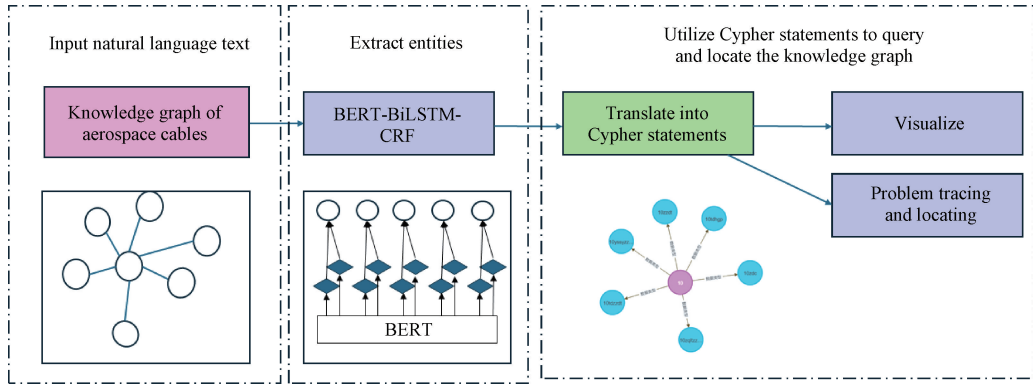 Input natural language text
Knowledge graph of
aerospace cables
Extract entities
BERT-BiLSTM-
CRF
BERT
Utilize Cypher statements to query
and locate the knowledge graph
Translate into
Cypher statements
Visualize
Problem tracing
and locating